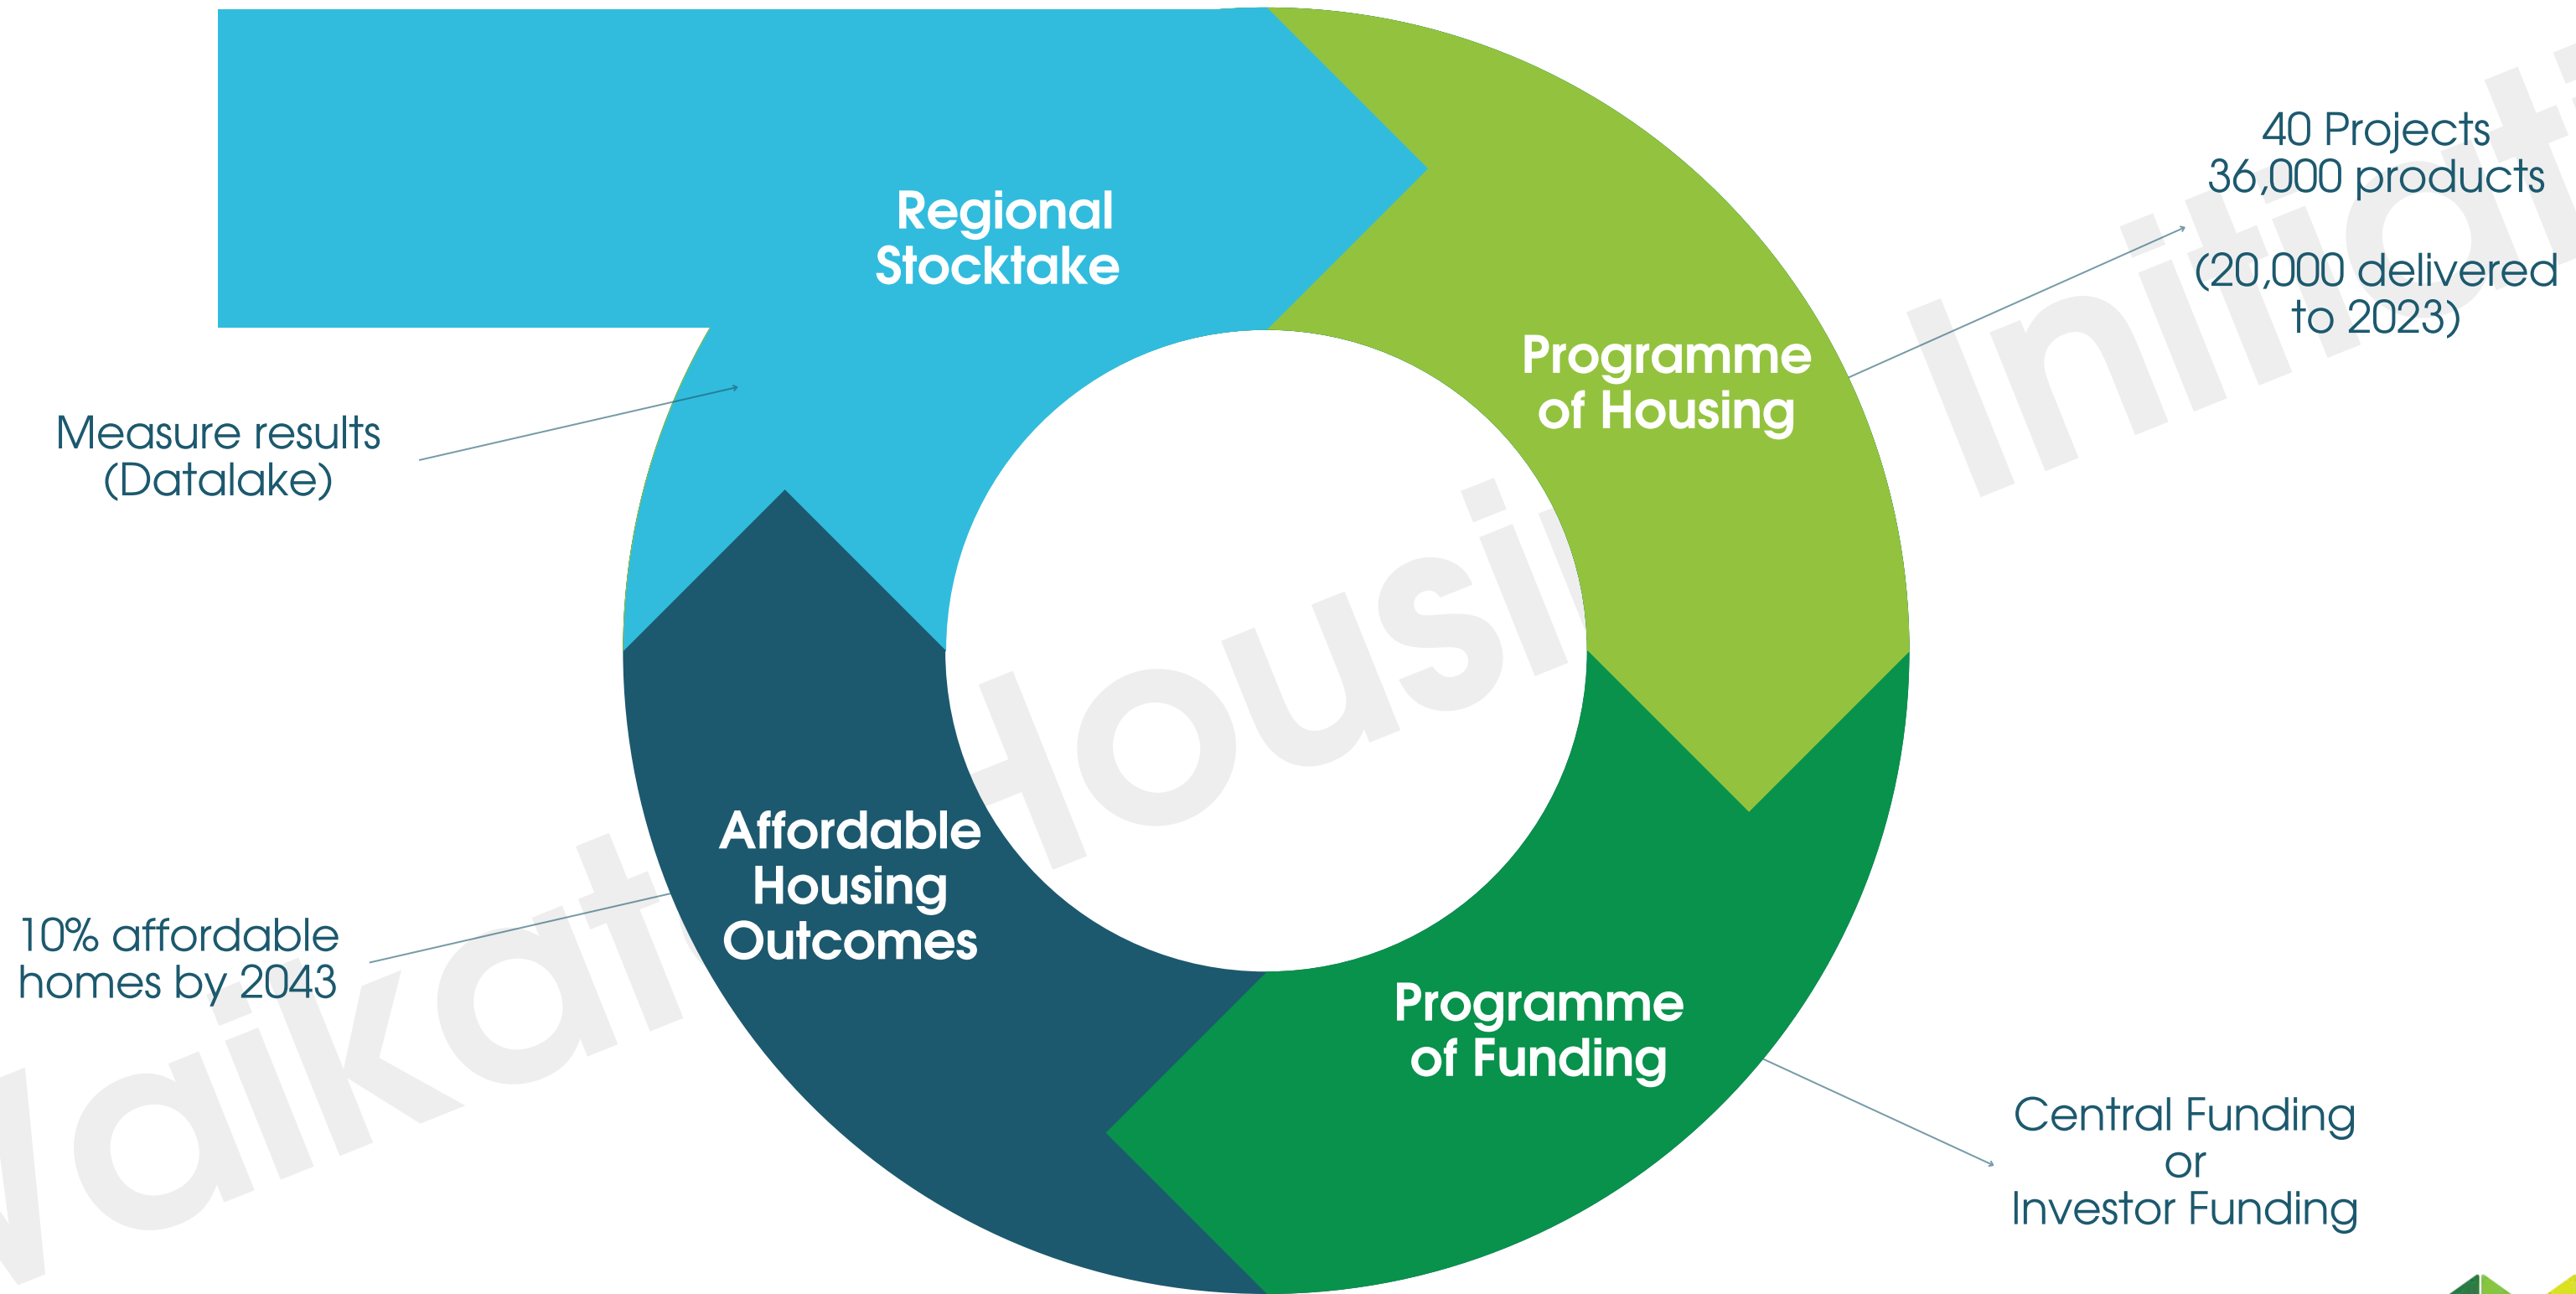 Regional
Stocktake
40 Projects
36,000 products
(20,000 delivered
to 2023)
Programme
of Housing
Measure results
(Datalake)
Affordable
Housing
Outcomes
10% affordable
homes by 2043
Programme
of Funding
Central Funding
or
Investor Funding